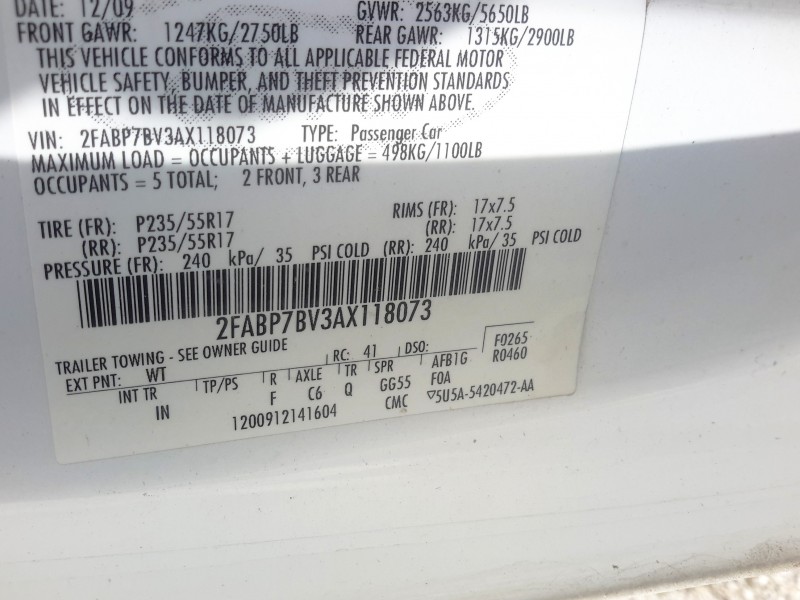 DATE: 12/09 GVWR: 2563KG/5650LB
FRONT GAWR: 1247KG/2750LB REAR GAWR: 1315KG/2900LB
THIS VEHICLE CONFORMS TO ALL APPLICABLE FEDERAL MOTOR
VEHICLE SAFETY, BUMPER, AND THEFT PREVENTION STANDARDS
IN EFFECT ON THE DATE OF MANUFACTURE SHOWN ABOVE.
VIN: 2FABP7BV3AX118073 TYPE: Passenger Car
MAXIMUM LOAD = OCCUPANTS + LUGGAGE = 498KG/1100LB
OCCUPANTS = 5 TOTAL; 2 FRONT, 3 REAR
TIRE (FR): P235/55R17 RIMS (FR): 17x7.5
(RR): P235/55R17 (RR): 17x7.5
PRESSURE (FR): 240 kPa/ 35 PSI COLD (RR): 240 kPa/ 35 PSI COLD
2FABP7BV3AX118073
TRAILER TOWING - SEE OWNER GUIDE
EXT PNT: WT RC: 41 DSO: F0265
R0460
INT TR TP/PS R AXLE TR SPR AFB1G
IN F C6 Q GG55 F0A
1200912141604 CMC ▽5U5A-5420472-AA